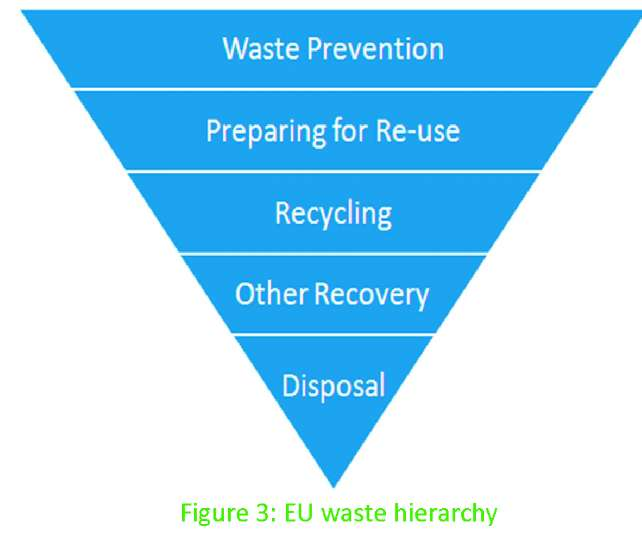 Waste Prevention
Preparing for Re-use
Recycling
Other Recovery
Disposal
Figure 3: EU waste hierarchy